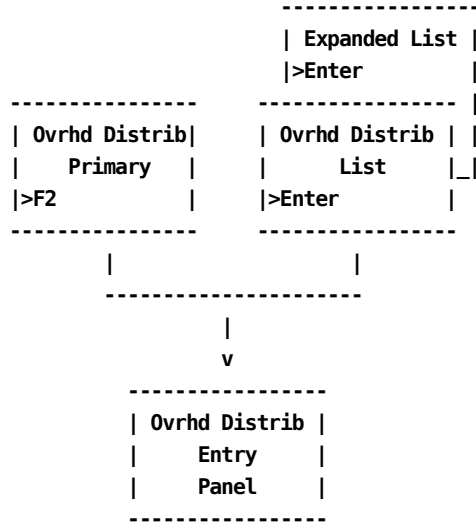 Expanded List
>Enter
Ovrhd Distrib
Primary
>F2
Ovrhd Distrib
List
>Enter
v
Ovrhd Distrib
Entry
Panel